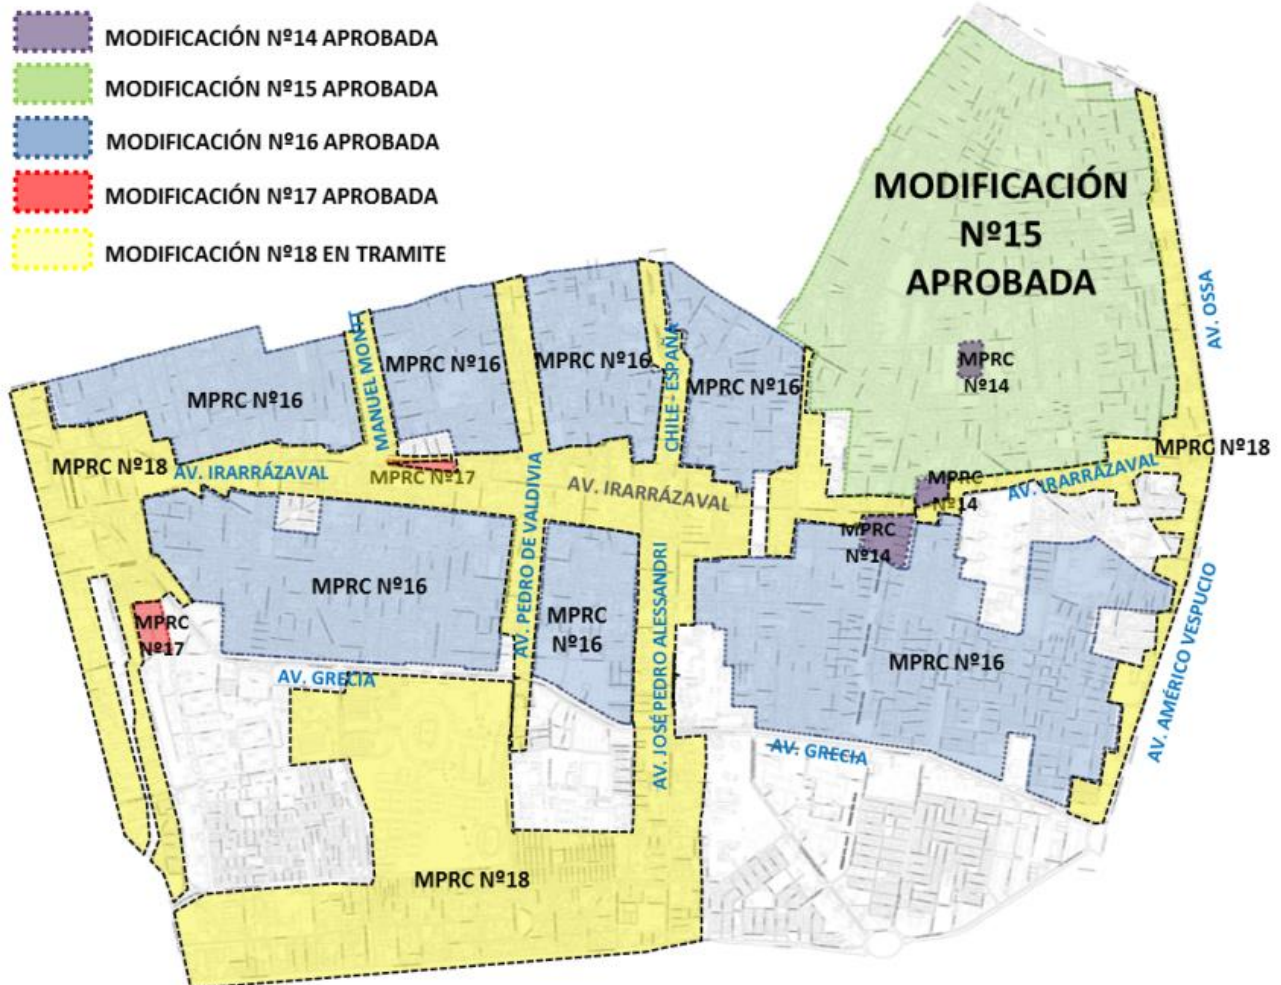 MODIFICACIÓN Nº14 APROBADA
MODIFICACIÓN Nº15 APROBADA
MODIFICACIÓN Nº16 APROBADA
MODIFICACIÓN Nº17 APROBADA
MODIFICACIÓN Nº18 EN TRAMITE
MODIFICACIÓN
Nº15
APROBADA
AV. OSSA
MANUEL MONTT
CHILE- ESPAÑA
MPRC Nº16
MPRC Nº16
MPRC Nº16
MPRC Nº16
MPRC
Nº14
MPRC Nº18
AV. IRARRÁZAVAL
MPRC Nº17
AV. PEDRO DE VALDIVIA
AV. IRARRÁZAVAL
MPRC
Nº14
AV. IRARRÁZAVAL
MPRC Nº18
MPRC
Nº14
MPRC Nº16
MPRC
Nº16
AV. JOSÉ PEDRO ALESSANDRI
MPRC
Nº17
MPRC Nº16
AV. AMÉRICO VESPUCIO
AV. GRECIA
AV. GRECIA
MPRC Nº18